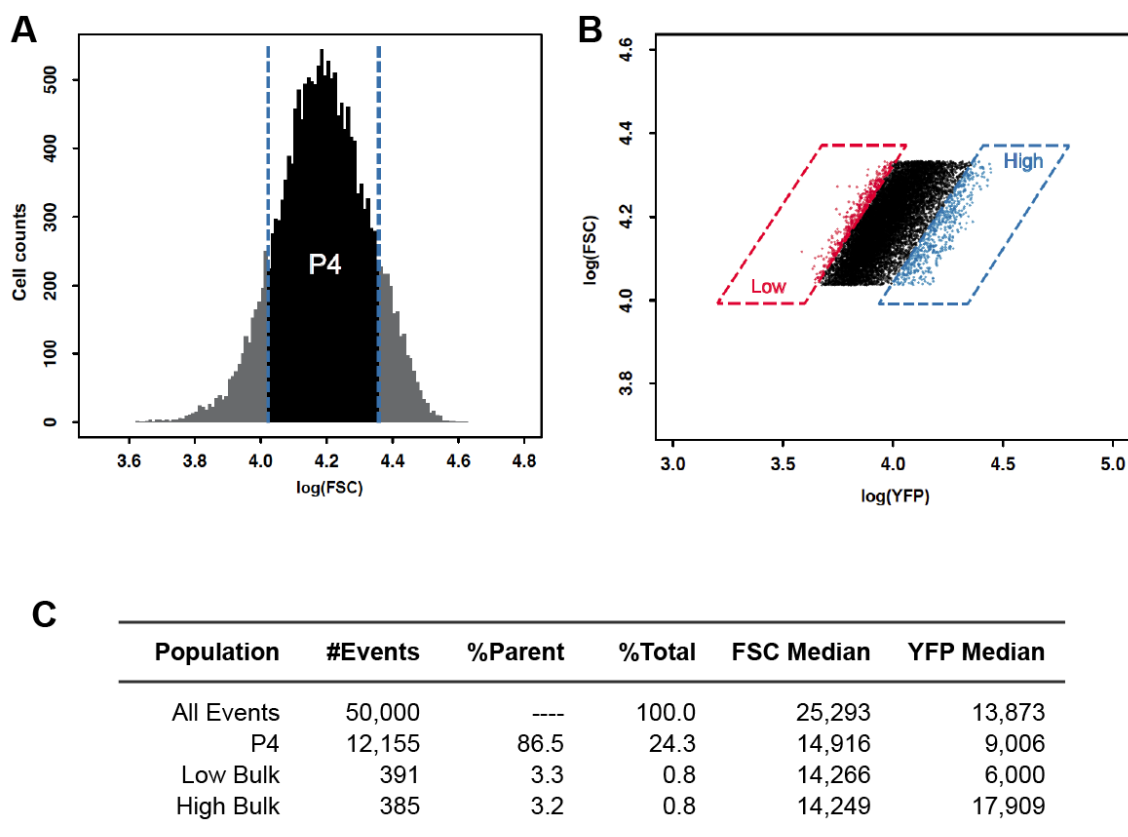 A
Cell counts
500
400
300
200
100
0
P4
3.6 3.8 4.0 4.2 4.4 4.6 4.8
log(FSC)
B
log(FSC)
4.6
4.4
4.2
4.0
3.8
High
Low
3.0 3.5 4.0 4.5 5.0
log(YFP)
C
Population #Events %Parent %Total FSC Median YFP Median
All Events 50,000 ---- 100.0 25,293 13,873
P4 12,155 86.5 24.3 14,916 9,006
Low Bulk 391 3.3 0.8 14,266 6,000
High Bulk 385 3.2 0.8 14,249 17,909